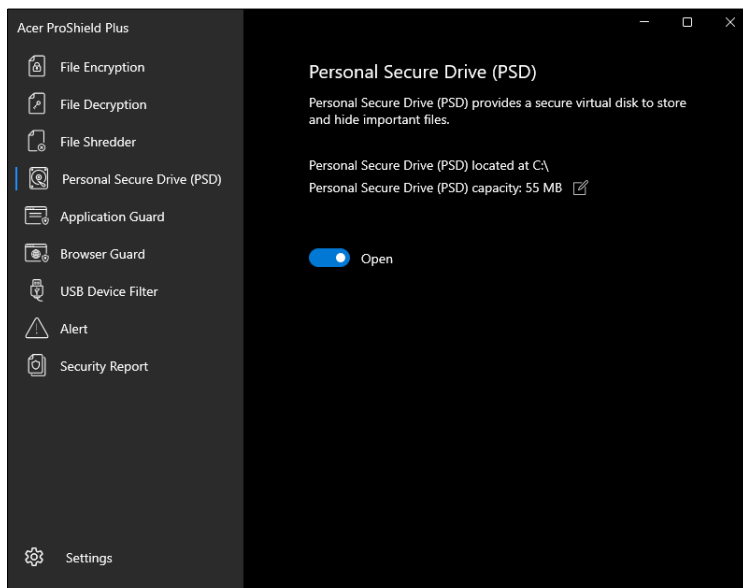 Acer ProShield Plus
File Encryption
File Decryption
File Shredder
Personal Secure Drive (PSD)
Application Guard
Browser Guard
USB Device Filter
Alert
Security Report
Settings
Personal Secure Drive (PSD)
Personal Secure Drive (PSD) provides a secure virtual disk to store
and hide important files.
Personal Secure Drive (PSD) located at C:\
Personal Secure Drive (PSD) capacity: 55 MB
Open